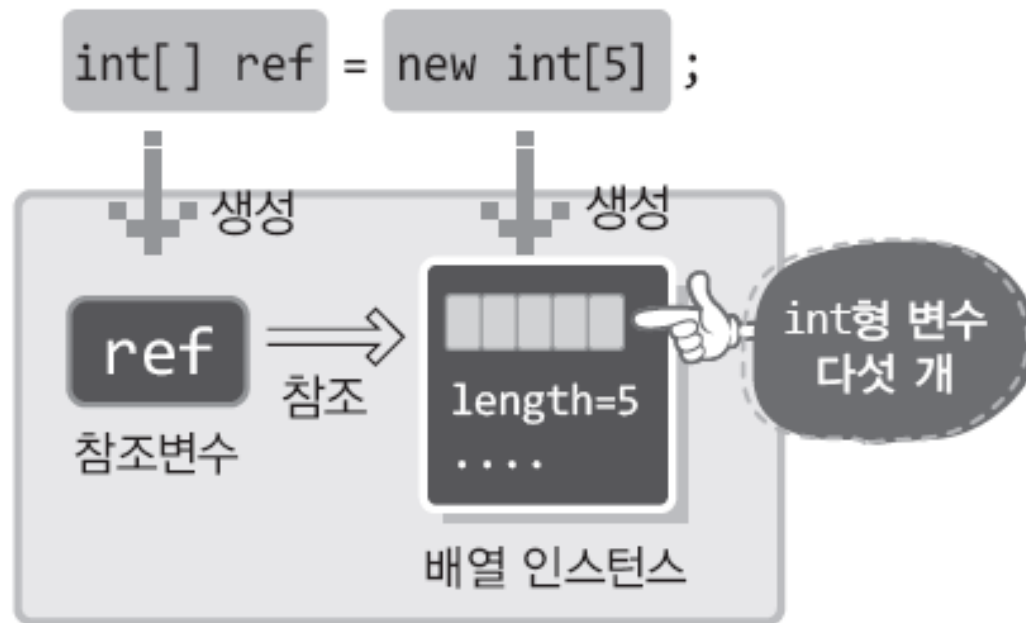 int[] ref = new int[5] ;
생성
생성
ref
참조
length=5
....
int형 변수
다섯 개
참조변수
배열 인스턴스